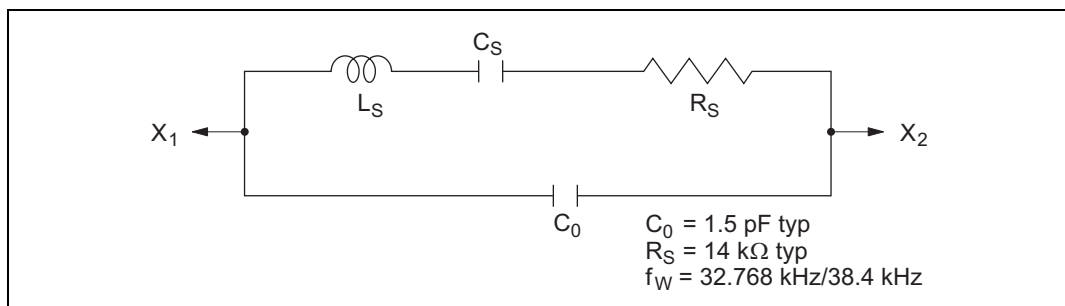 C_S
L_S
R_S
X_1
X_2
C_0
C_0 = 1.5 pF typ
R_S = 14 kΩ typ
f_W = 32.768 kHz/38.4 kHz